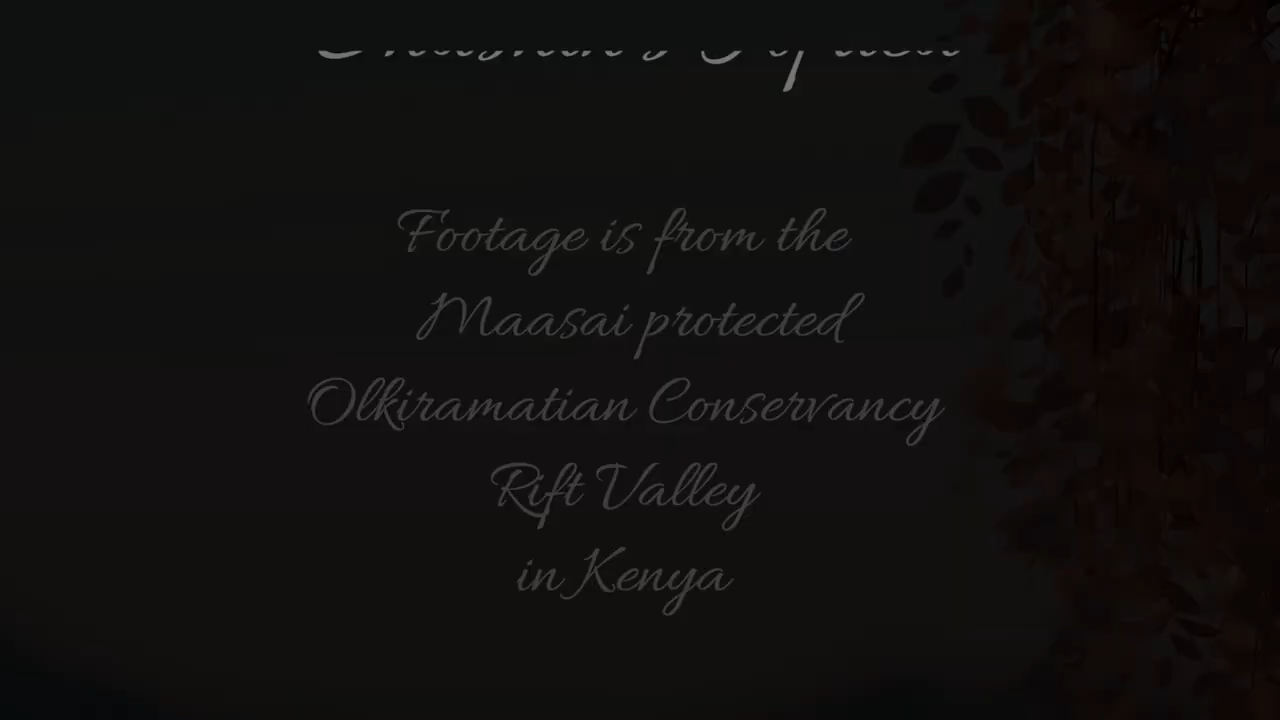 Footage is from the
Maasai protected
Olkiramatian Conservancy
Rift Valley
in Kenya